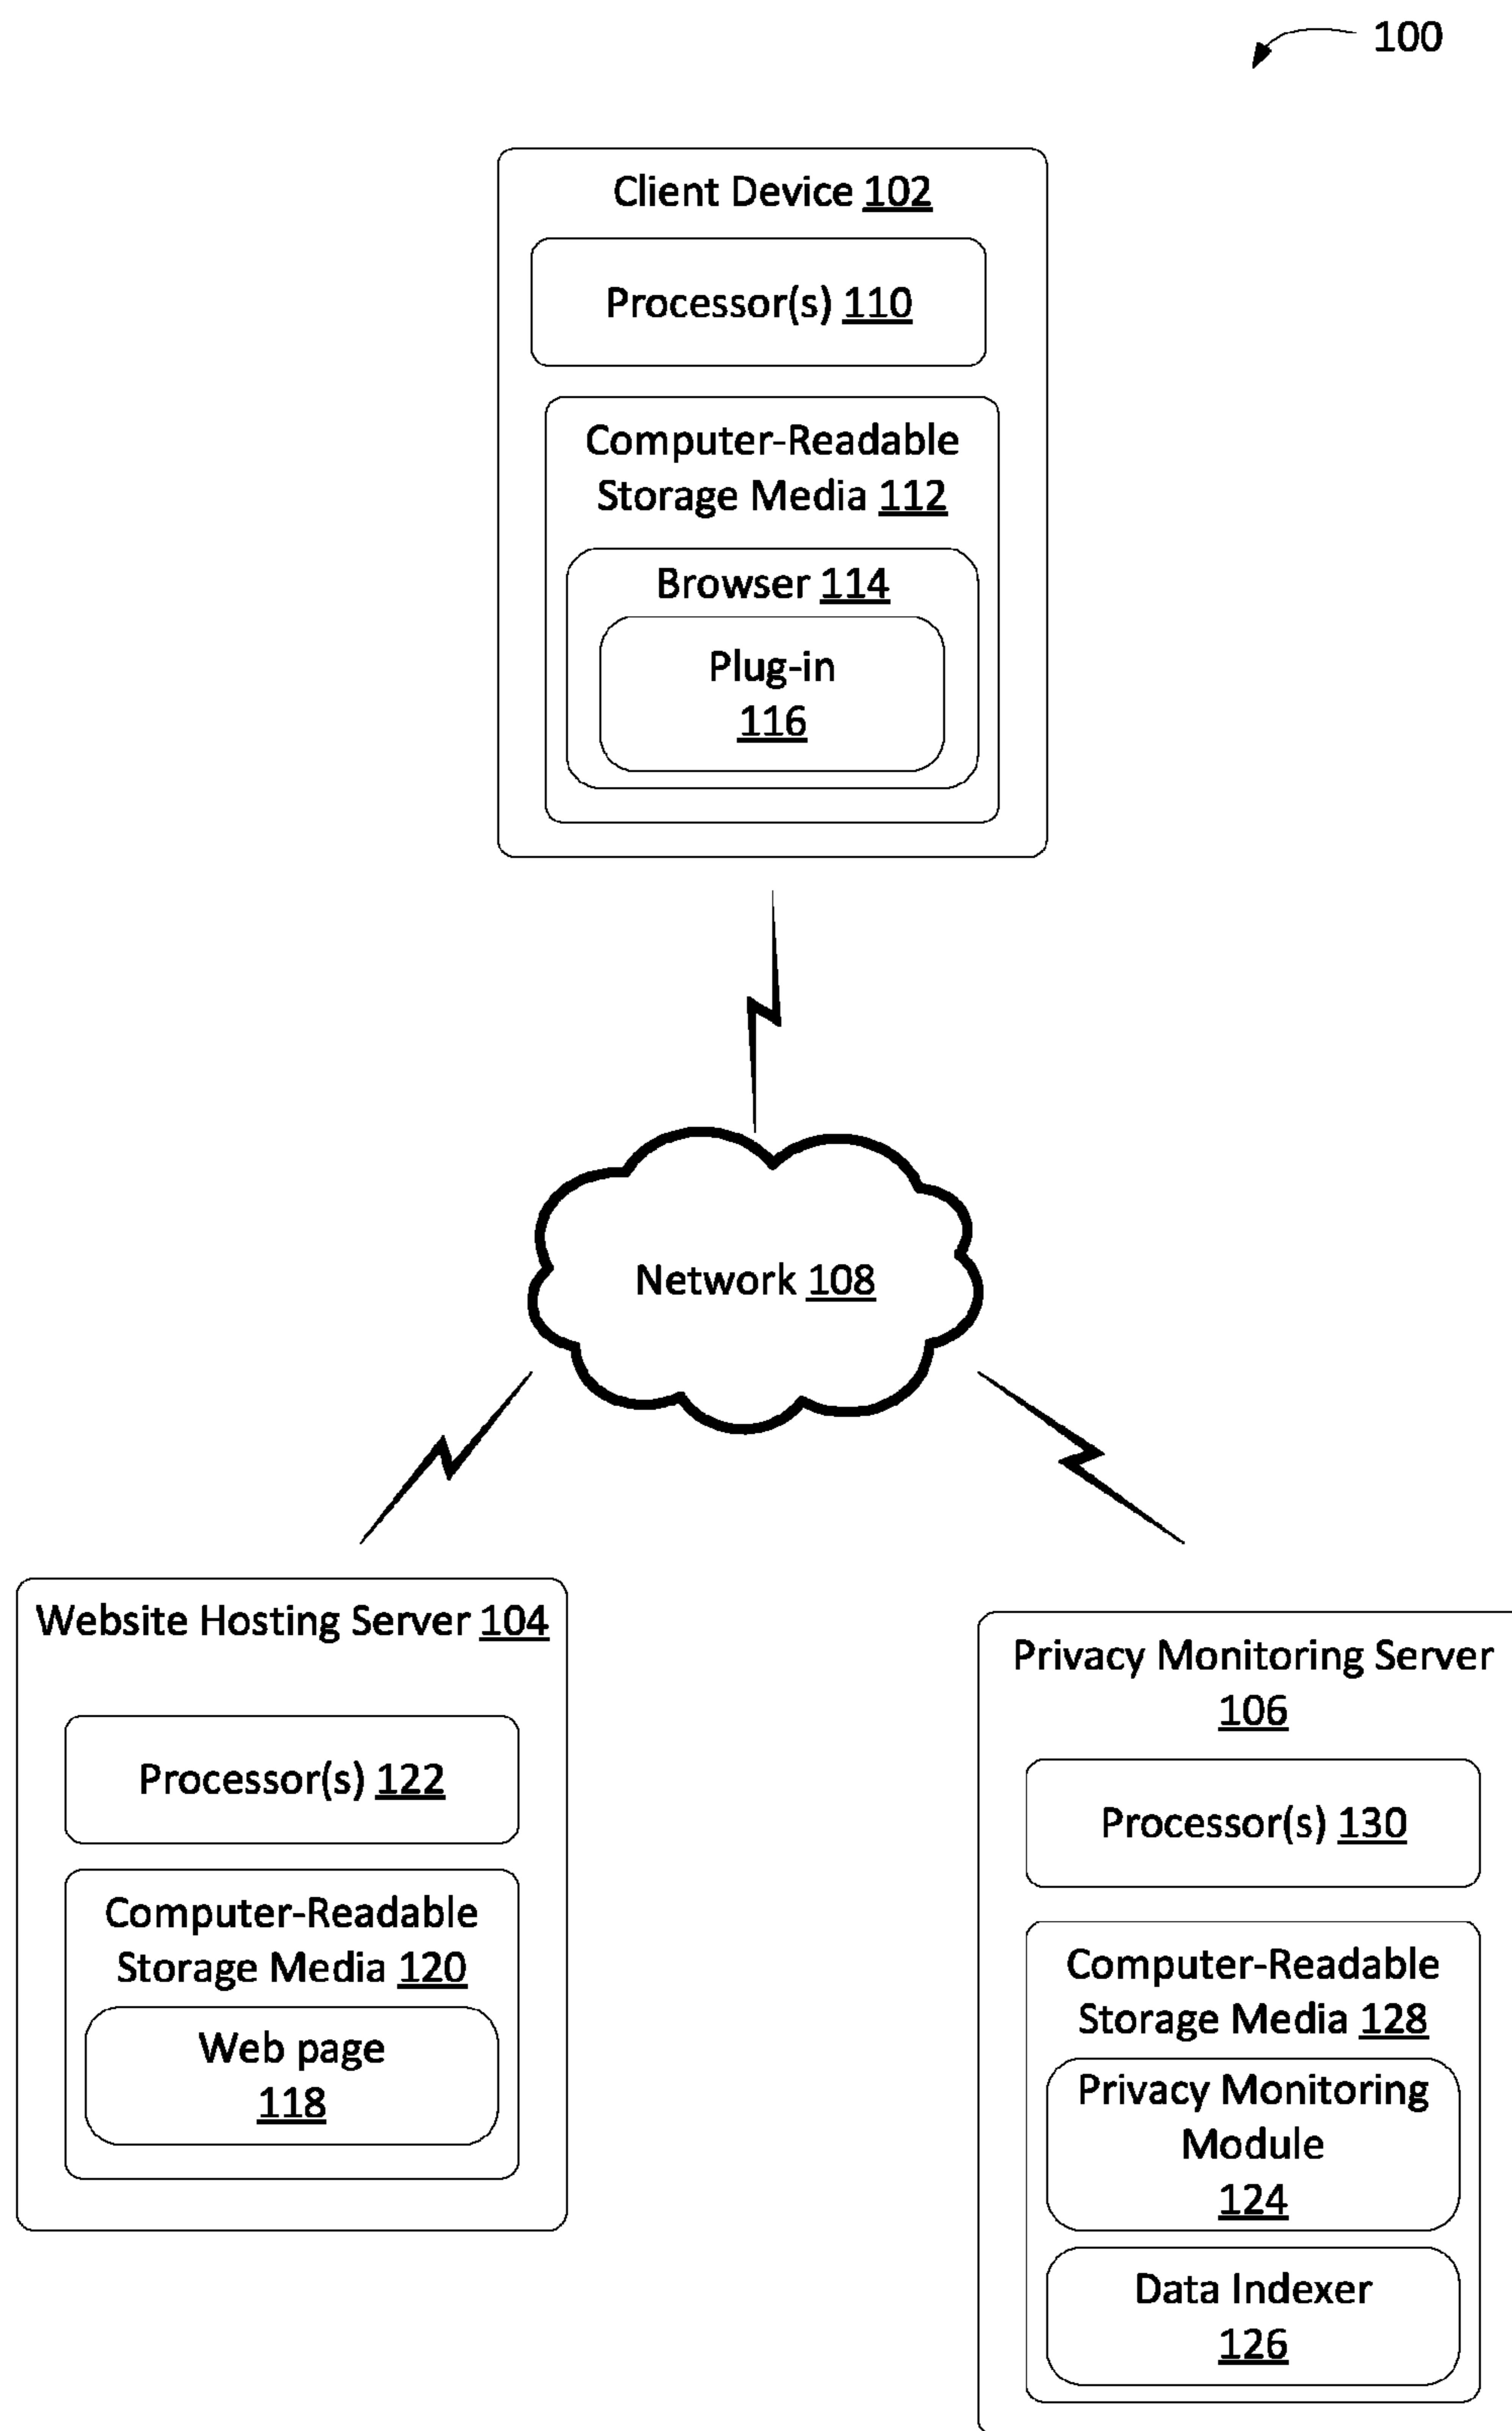 100
Client Device 102
Processor(s) 110
Computer-Readable
Storage Media 112
Browser 114
Plug-in
116
Network 108
Website Hosting Server 104
Processor(s) 122
Computer-Readable
Storage Media 120
Web page
118
Privacy Monitoring Server
106
Processor(s) 130
Computer-Readable
Storage Media 128
Privacy Monitoring
Module
124
Data Indexer
126